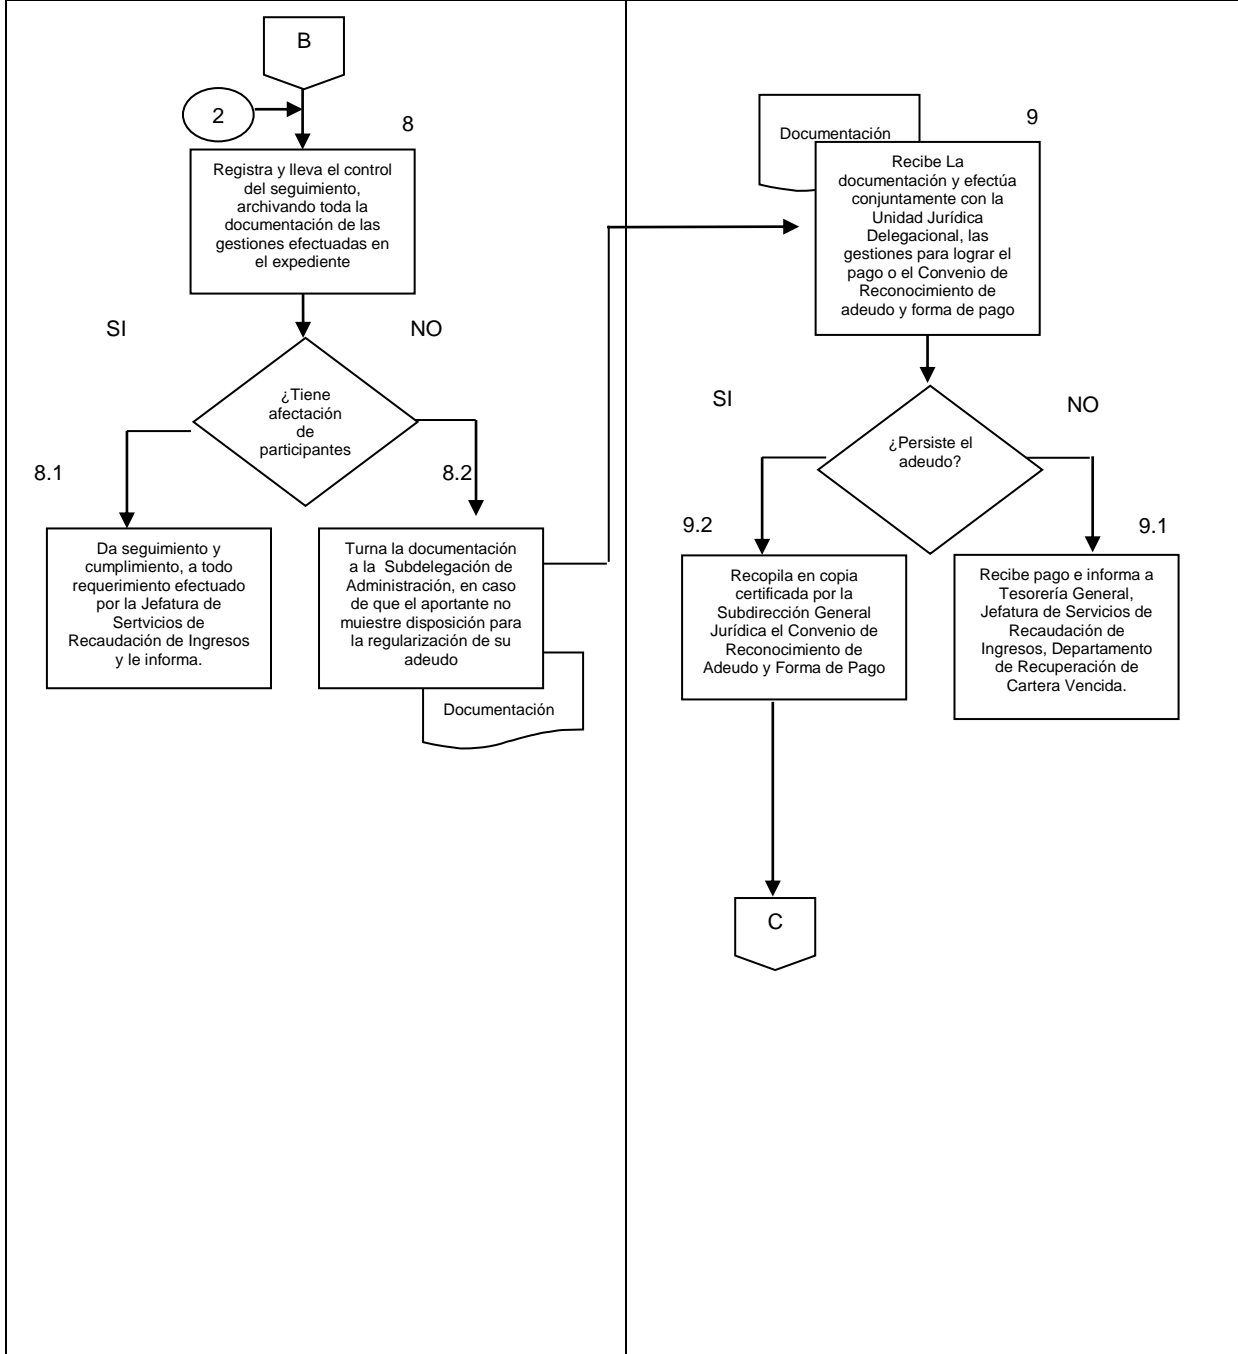 B
2
8
Registra y lleva el control
del seguimiento,
archivando toda la
documentación de las
gestiones efectuadas en
el expediente
SI
NO
¿Tiene
afectación
de
participantes
8.1
8.2
Da seguimiento y
cumplimiento, a todo
requerimiento efectuado
por la Jefatura de
Sertvicios de
Recaudación de Ingresos
y le informa.
Turna la documentación
a la Subdelegación de
Administración, en caso
de que el aportante no
muiestre disposición para
la regularización de su
adeudo
Documentación
Documentación
9
Recibe La
documentación y efectúa
conjuntamente con la
Unidad Jurídica
Delegacional, las
gestiones para lograr el
pago o el Convenio de
Reconocimiento de
adeudo y forma de pago
SI
NO
¿Persiste el
adeudo?
9.2
9.1
Recopila en copia
certificada por la
Subdirección General
Jurídica el Convenio de
Reconocimiento de
Adeudo y Forma de Pago
Recibe pago e informa a
Tesorería General,
Jefatura de Servicios de
Recaudación de
Ingresos, Departamento
de Recuperación de
Cartera Vencida.
C